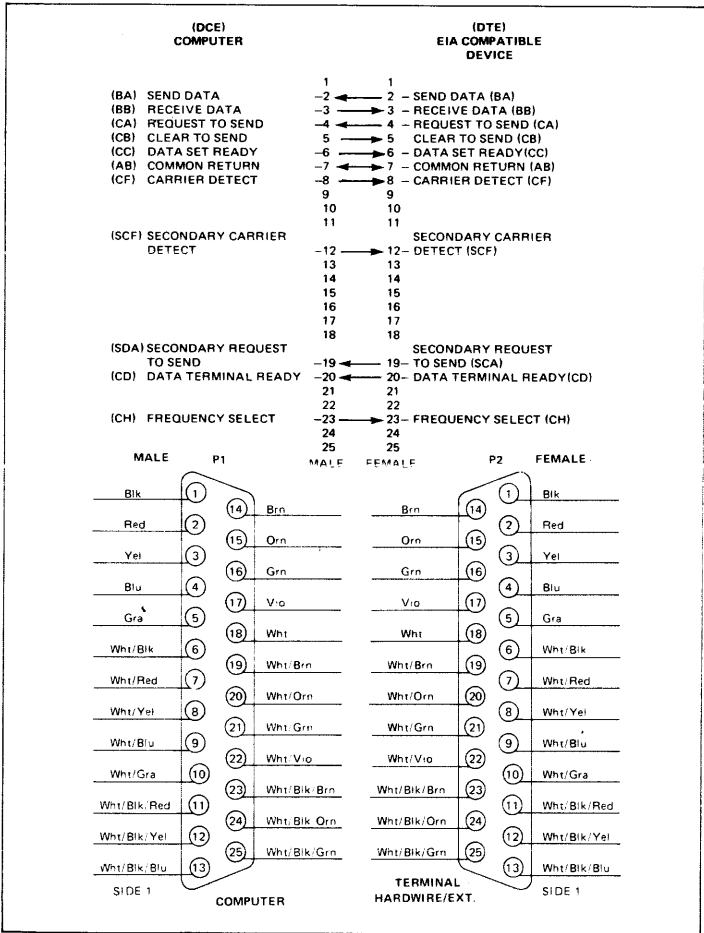 (DCE) (DTE)
COMPUTER EIA COMPATIBLE
DEVICE
1 1
(BA) SEND DATA –2 2 – SEND DATA (BA)
(BB) RECEIVE DATA –3 3 – RECEIVE DATA (BB)
(CA) REQUEST TO SEND –4 4 – REQUEST TO SEND (CA)
(CB) CLEAR TO SEND 5 5 CLEAR TO SEND (CB)
(CC) DATA SET READY –6 6 – DATA SET READY(CC)
(AB) COMMON RETURN –7 7 – COMMON RETURN (AB)
(CF) CARRIER DETECT –8 8 – CARRIER DETECT (CF)
9 9
10 10
11 11
(SCF) SECONDARY CARRIER SECONDARY CARRIER
DETECT –12 12– DETECT (SCF)
13 13
14 14
15 15
16 16
17 17
18 18
(SDA) SECONDARY REQUEST SECONDARY REQUEST
TO SEND –19 19– TO SEND (SCA)
(CD) DATA TERMINAL READY –20 20– DATA TERMINAL READY(CD)
21 21
22 22
(CH) FREQUENCY SELECT –23 23– FREQUENCY SELECT (CH)
24 24
25 25
MALE P1 MALE FEMALE P2 FEMALE
Blk 1 1 Blk
14 Brn Brn 14
Red 2 2 Red
15 Orn Orn 15
Yel 3 3 Yel
16 Grn Grn 16
Blu 4 4 Blu
17 Vio Vio 17
Gra 5 5 Gra
18 Wht Wht 18
Wht/Blk 6 6 Wht/Blk
19 Wht/Brn Wht/Brn 19
Wht/Red 7 7 Wht/Red
20 Wht/Orn Wht/Orn 20
Wht/Yel 8 8 Wht/Yel
21 Wht/Grn Wht/Grn 21
Wht/Blu 9 9 Wht/Blu
22 Wht/Vio Wht/Vio 22
Wht/Gra 10 10 Wht/Gra
23 Wht/Blk/Brn Wht/Blk/Brn 23
Wht/Blk/Red 11 11 Wht/Blk/Red
24 Wht/Blk Orn Wht/Blk/Orn 24
Wht/Blk/Yel 12 12 Wht/Blk/Yel
25 Wht/Blk/Grn Wht/Blk/Grn 25
Wht/Blk/Blu 13 13 Wht/Blk/Blu
SIDE 1 TERMINAL SIDE 1
COMPUTER HARDWIRE/EXT.